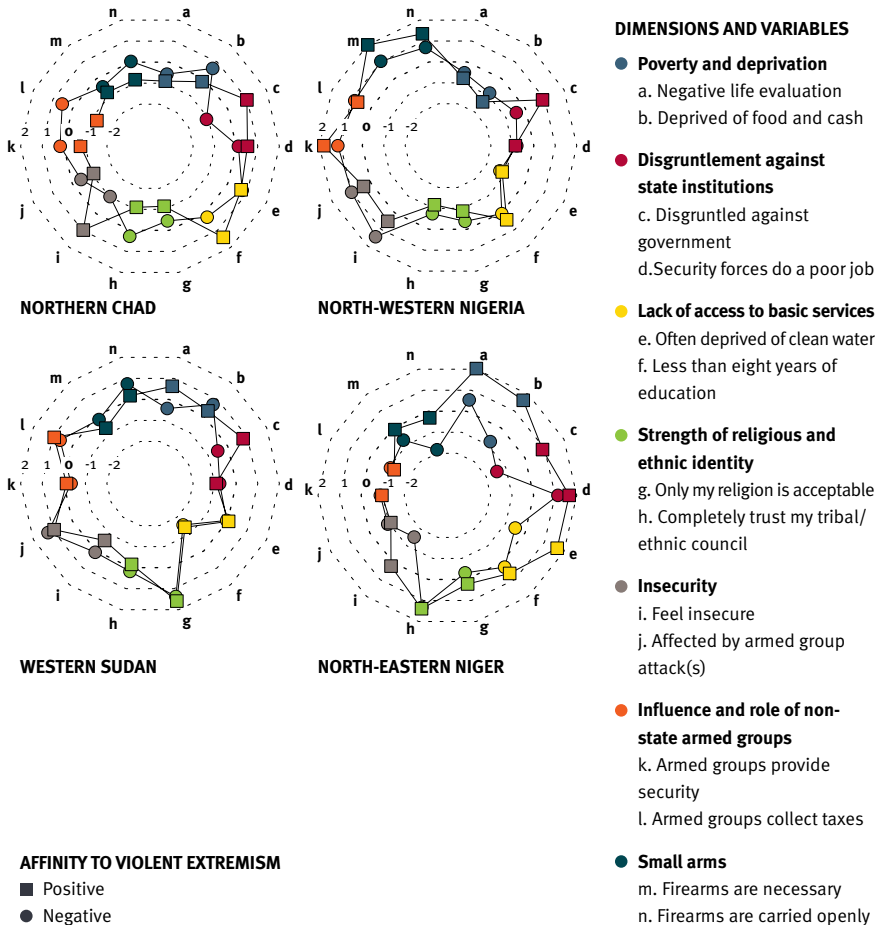 n a
m b
l c
2 1 0 -1 -2
k d
j e
i f
h g
NORTHERN CHAD
n a
m b
l c
2 1 0 -1 -2
k d
j e
i f
h g
NORTH-WESTERN NIGERIA
n a
m b
l c
2 1 0 -1 -2
k d
j e
i f
h g
WESTERN SUDAN
n a
m b
l c
2 1 0 -1 -2
k d
j e
i f
h g
NORTH-EASTERN NIGER
AFFINITY TO VIOLENT EXTREMISM
Positive
Negative
DIMENSIONS AND VARIABLES
Poverty and deprivation
a. Negative life evaluation
b. Deprived of food and cash
Disgruntlement against
state institutions
c. Disgruntled against
government
d.Security forces do a poor job
Lack of access to basic services
e. Often deprived of clean water
f. Less than eight years of
education
Strength of religious and
ethnic identity
g. Only my religion is acceptable
h. Completely trust my tribal/
ethnic council
Insecurity
i. Feel insecure
j. Affected by armed group
attack(s)
Influence and role of non-
state armed groups
k. Armed groups provide
security
l. Armed groups collect taxes
Small arms
m. Firearms are necessary
n. Firearms are carried openly